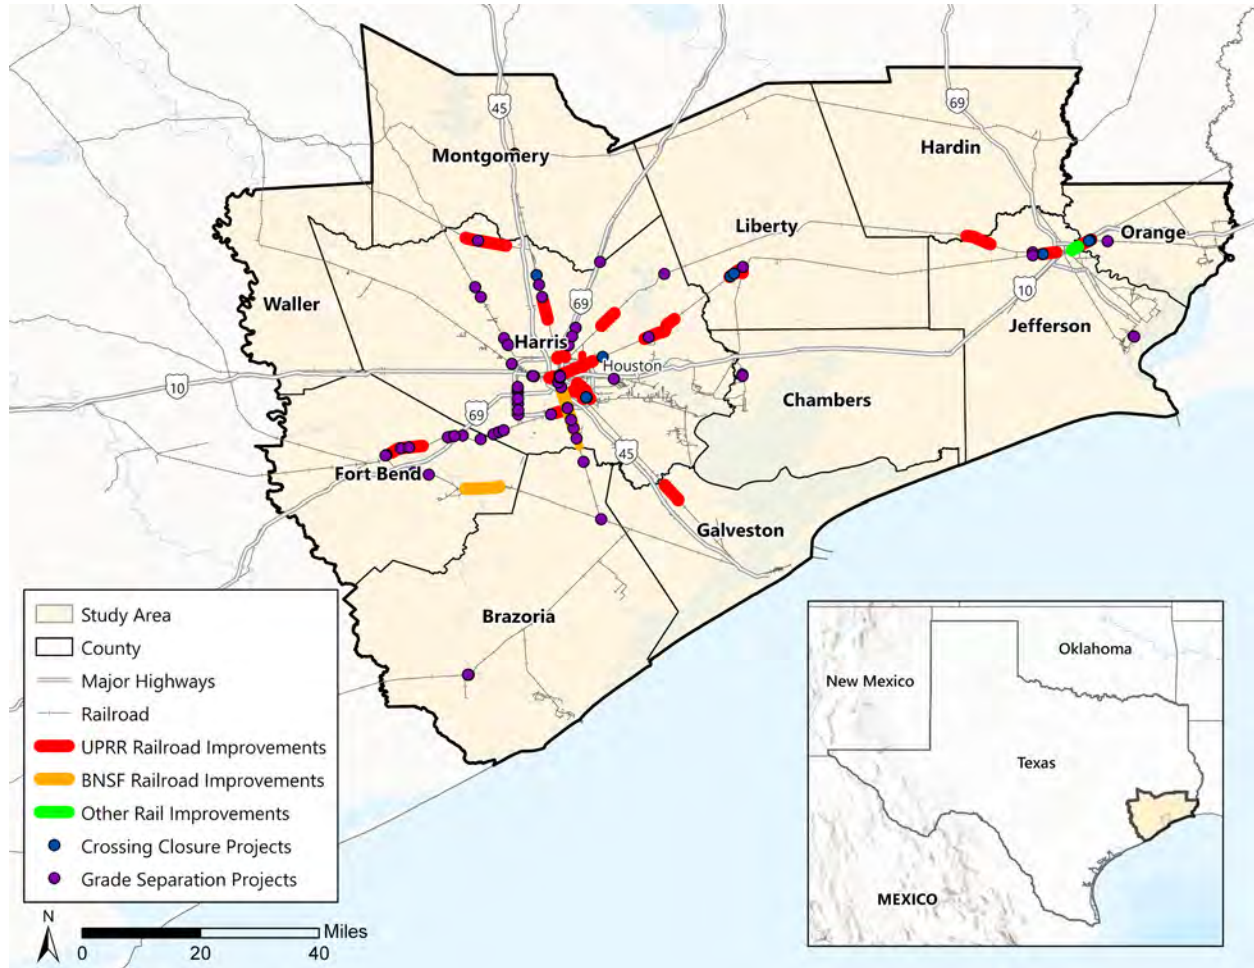 45
69
Montgomery
Hardin
Liberty
Orange
Waller
69
10
Jefferson
Harris
Houston
10
Chambers
69
45
Fort Bend
Galveston
Brazoria
Study Area
County
Major Highways
Railroad
UPRR Railroad Improvements
BNSF Railroad Improvements
Other Rail Improvements
Crossing Closure Projects
Grade Separation Projects
N
Miles
0 20 40
Oklahoma
New Mexico
Texas
MEXICO